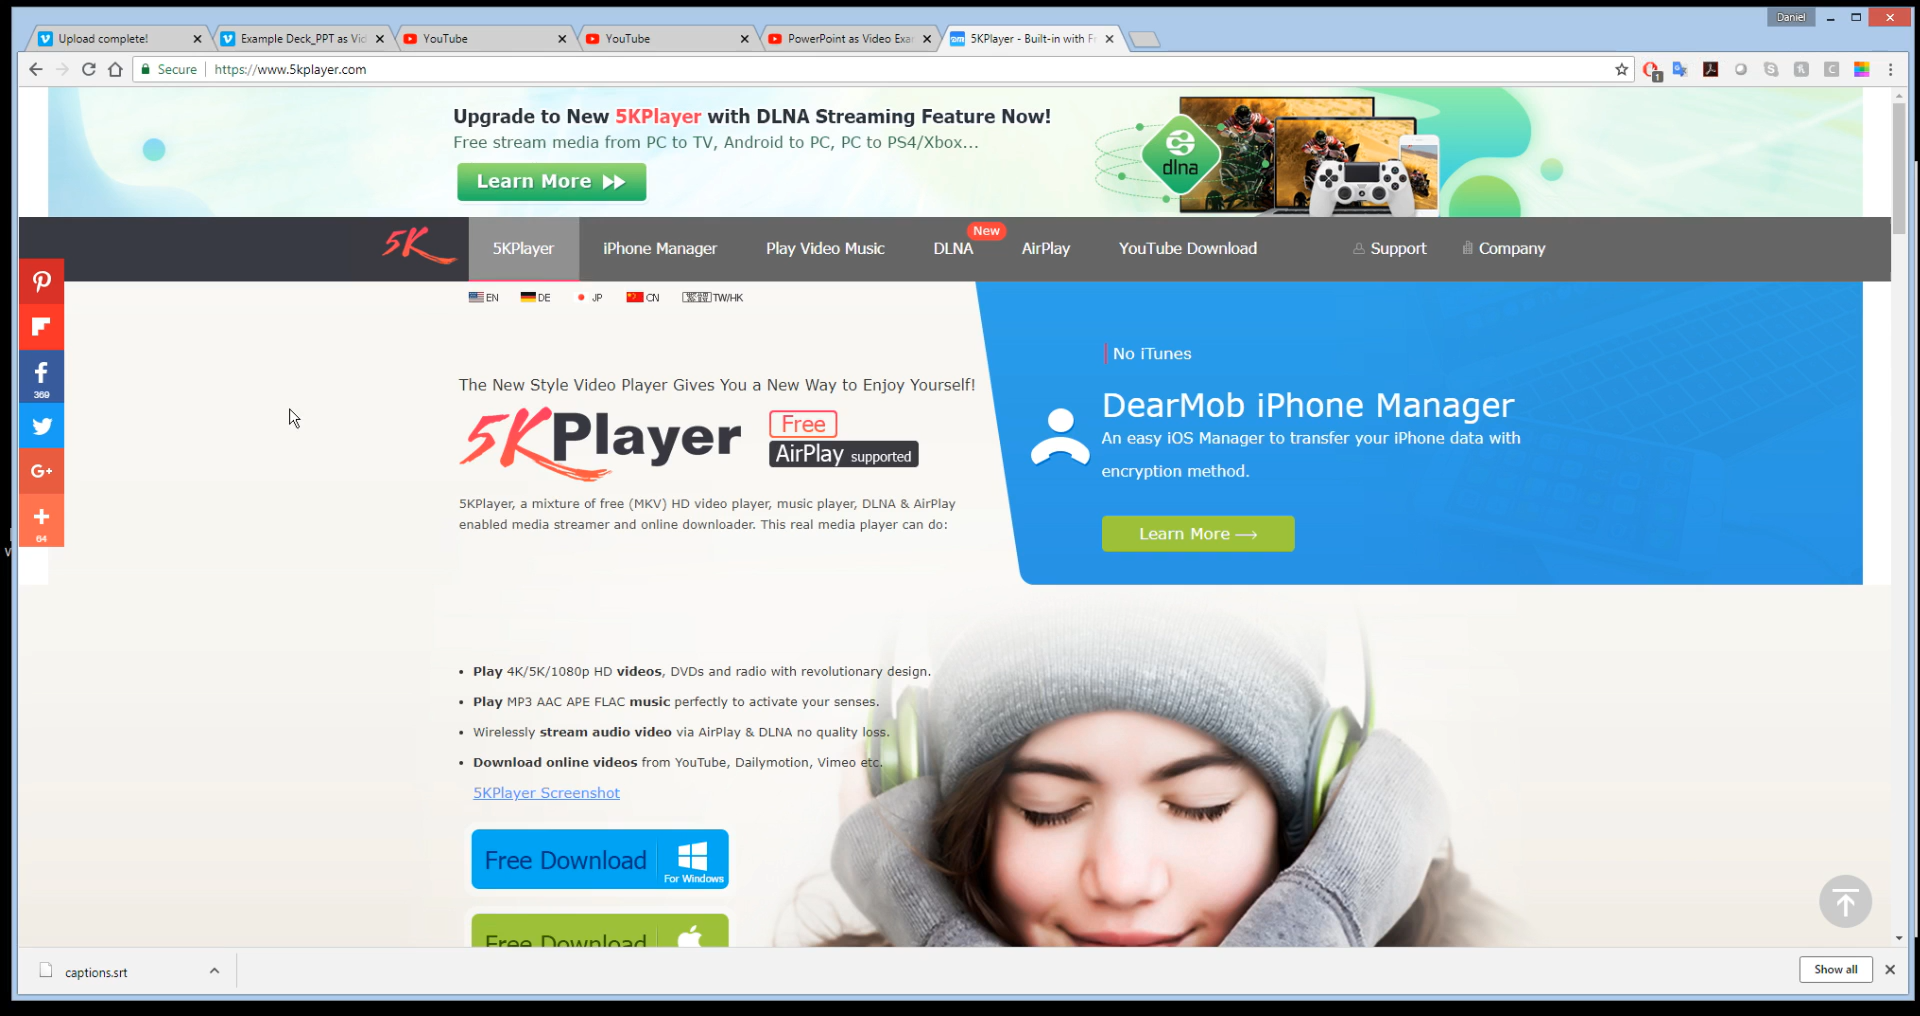 Daniel
Upload complete!
Example Deck_PPT as Vi
YouTube
YouTube
PowerPoint as Video Exa
5KPlayer - Built-in with F
Secure
https://www.5kplayer.com
1
Upgrade to New 5KPlayer with DLNA Streaming Feature Now!
Free stream media from PC to TV, Android to PC, PC to PS4/Xbox...
Learn More
dlna
5K
5KPlayer
iPhone Manager
Play Video Music
DLNA
New
AirPlay
YouTube Download
Support
Company
EN
DE
JP
CN
TW/HK
369
G+
64
The New Style Video Player Gives You a New Way to Enjoy Yourself!
5KPlayer
Free
AirPlay supported
5KPlayer, a mixture of free (MKV) HD video player, music player, DLNA & AirPlay
enabled media streamer and online downloader. This real media player can do:
No iTunes
DearMob iPhone Manager
An easy iOS Manager to transfer your iPhone data with
encryption method.
Learn More
• Play 4K/5K/1080p HD videos, DVDs and radio with revolutionary design.
• Play MP3 AAC APE FLAC music perfectly to activate your senses.
• Wirelessly stream audio video via AirPlay & DLNA no quality loss.
• Download online videos from YouTube, Dailymotion, Vimeo etc.
5KPlayer Screenshot
Free Download
For Windows
Free Download
captions.srt
Show all